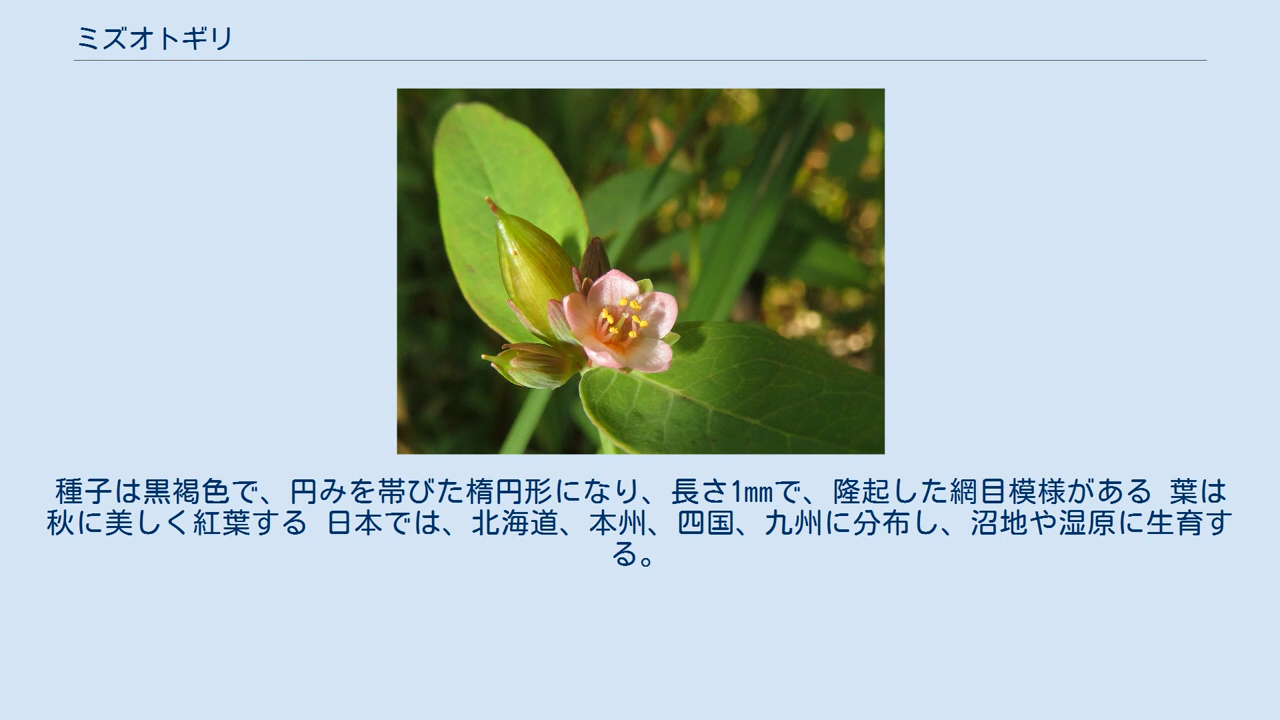 ミズオトギリ
種子は黒褐色で、円みを帯びた楕円形になり、長さ1㎜で、隆起した網目模様がある 葉は
秋に美しく紅葉する 日本では、北海道、本州、四国、九州に分布し、沼地や湿原に生育す
る。